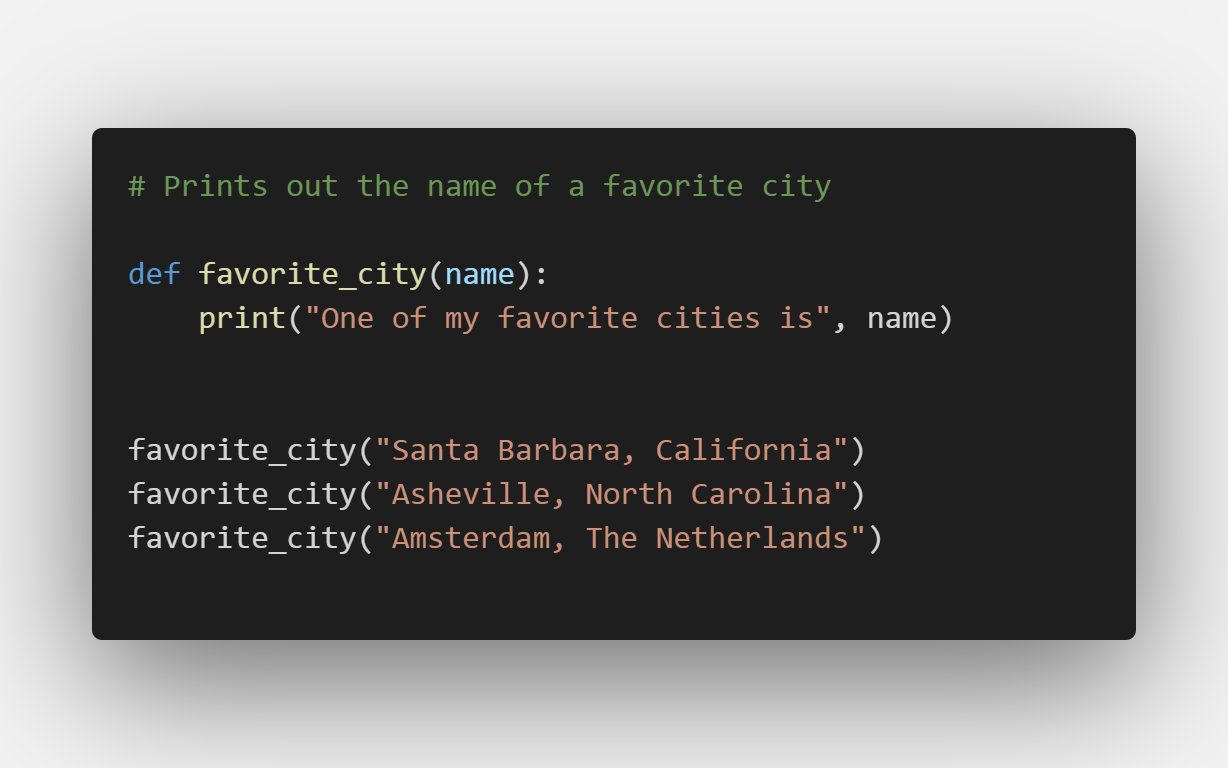 # Prints out the name of a favorite city
def favorite_city(name):
    print("One of my favorite cities is", name)
favorite_city("Santa Barbara, California")
favorite_city("Asheville, North Carolina")
favorite_city("Amsterdam, The Netherlands")